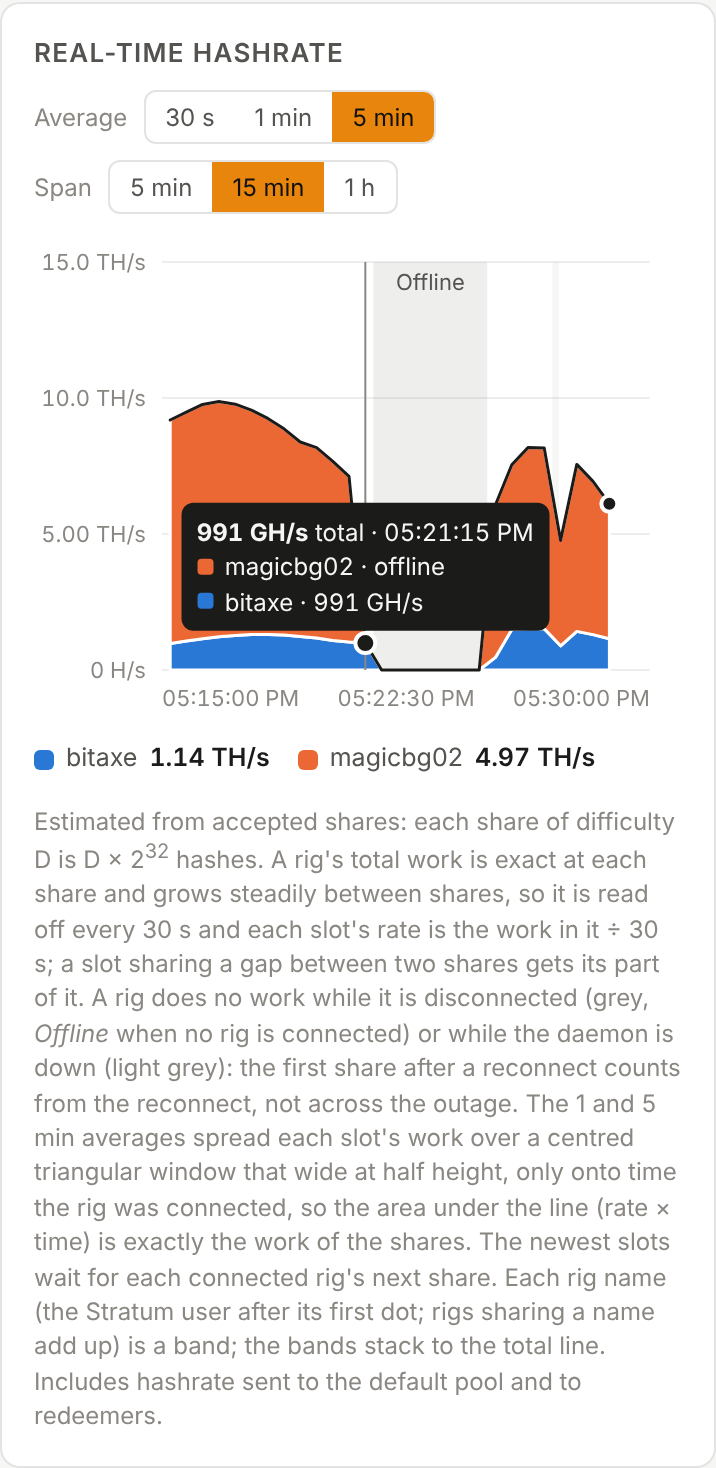 REAL-TIME HASHRATE
Average 30 s 1 min 5 min
Span 5 min 15 min 1 h
15.0 TH/s
Offline
10.0 TH/s
5.00 TH/s
991 GH/s total · 05:21:15 PM
magicbg02 · offline
bitaxe · 991 GH/s
0 H/s
05:15:00 PM 05:22:30 PM 05:30:00 PM
bitaxe 1.14 TH/s magicbg02 4.97 TH/s
Estimated from accepted shares: each share of difficulty
D is D × 2³² hashes. A rig's total work is exact at each
share and grows steadily between shares, so it is read
off every 30 s and each slot's rate is the work in it ÷ 30
s; a slot sharing a gap between two shares gets its part
of it. A rig does no work while it is disconnected (grey,
Offline when no rig is connected) or while the daemon is
down (light grey): the first share after a reconnect counts
from the reconnect, not across the outage. The 1 and 5
min averages spread each slot's work over a centred
triangular window that wide at half height, only onto time
the rig was connected, so the area under the line (rate ×
time) is exactly the work of the shares. The newest slots
wait for each connected rig's next share. Each rig name
(the Stratum user after its first dot; rigs sharing a name
add up) is a band; the bands stack to the total line.
Includes hashrate sent to the default pool and to
redeemers.